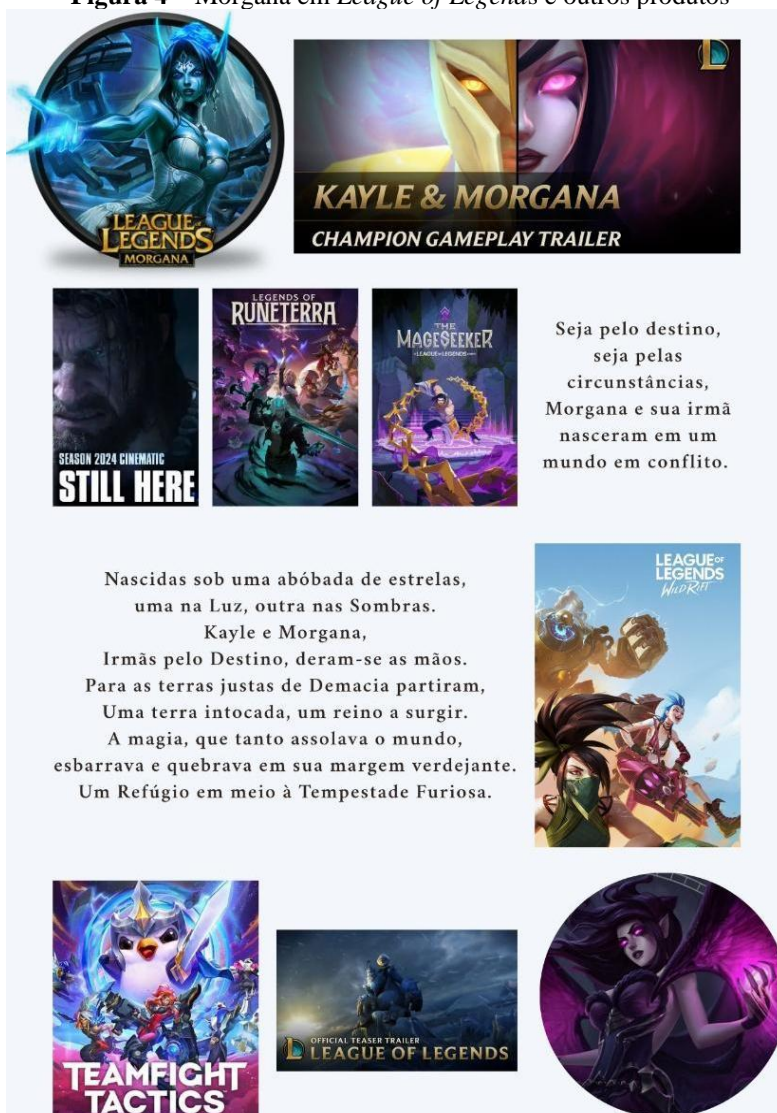 Figura 4 – Morgana em League of Legends e outros produtos
LEAGUE OF
LEGENDS
MORGANA
KAYLE & MORGANA
CHAMPION GAMEPLAY TRAILER
SEASON 2024 CINEMATIC
STILL HERE
LEGENDS OF
RUNETERRA
THE
MAGESEEKER
LEAGUE OF LEGENDS
Seja pelo destino,
seja pelas
circunstâncias,
Morgana e sua irmã
nasceram em um
mundo em conflito.
Nascidas sob uma abóbada de estrelas,
uma na Luz, outra nas Sombras.
Kayle e Morgana,
Irmãs pelo Destino, deram-se as mãos.
Para as terras justas de Demacia partiram,
Uma terra intocada, um reino a surgir.
A magia, que tanto assolava o mundo,
esbarrava e quebrava em sua margem verdejante.
Um Refúgio em meio à Tempestade Furiosa.
LEAGUE OF
LEGENDS
WILD RIFT
TEAMFIGHT
TACTICS
OFFICIAL TEASER TRAILER
LEAGUE OF LEGENDS